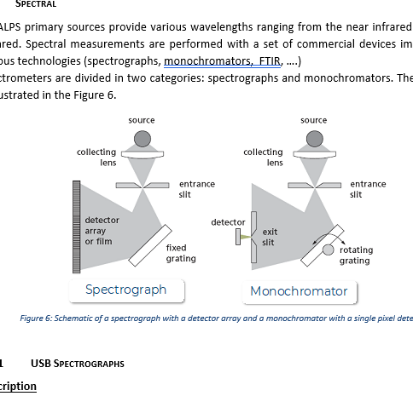 SPECTRAL
ALPS primary sources provide various wavelengths ranging from the near infrared
ared. Spectral measurements are performed with a set of commercial devices im
ous technologies (spectrographs, monochromators, FTIR, ....)
ctrometers are divided in two categories: spectrographs and monochromators. The
ustrated in the Figure 6.
source
collecting
lens
entrance
slit
detector
array
or film
fixed
grating
Spectrograph
source
collecting
lens
entrance
slit
detector
exit
slit
rotating
grating
Monochromator
Figure 6: Schematic of a spectrograph with a detector array and a monochromator with a single pixel dete
1 USB SPECTROGRAPHS
cription